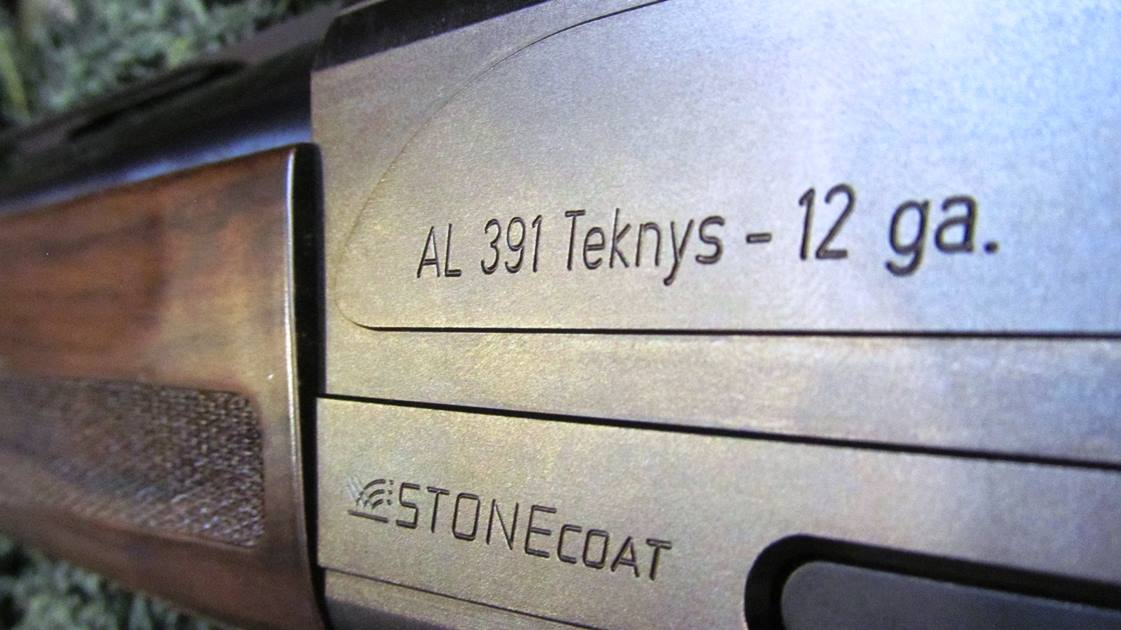 AL 391 Teknys - 12 ga.
STONECOAT